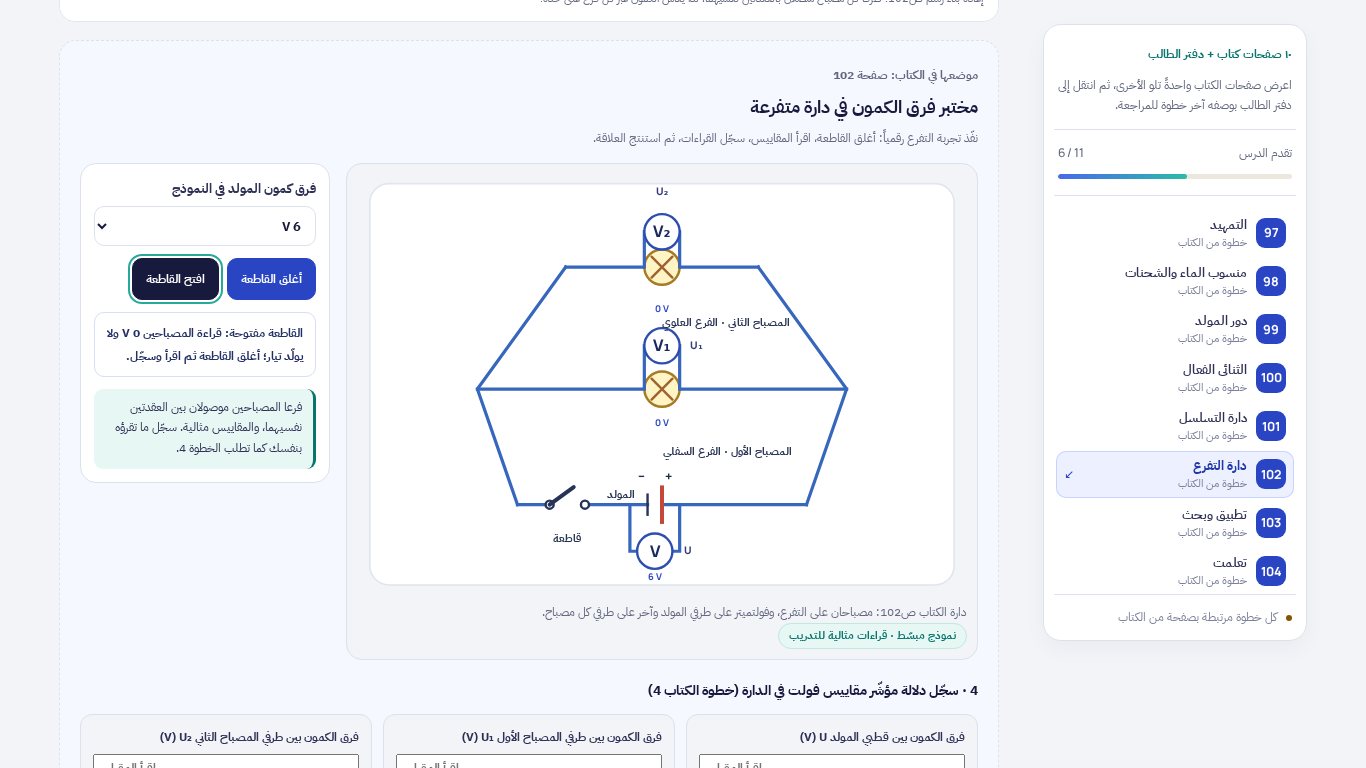 موضعها في الكتاب: صفحة 102
مختبر فرق الكمون في دارة متفرعة
نفّذ تجربة التفرع رقمياً: أغلق القاطعة، اقرأ المقاييس، سجّل القراءات، ثم استنتج العلاقة.
U₂
V₂
0 V
المصباح الثاني · الفرع العلوي
V₁
U₁
0 V
المصباح الأول · الفرع السفلي
− +
المولد
قاطعة
V
U
6 V
دارة الكتاب ص102: مصباحان على التفرع، وفولتميتر على طرفي المولد وآخر على طرفي كل مصباح.
نموذج مبسّط · قراءات مثالية للتدريب
فرق كمون المولد في النموذج
6 V
أغلق القاطعة
افتح القاطعة
القاطعة مفتوحة: قراءة المصباحين 0 V ولا
يولّد تيار؛ أغلق القاطعة ثم اقرأ وسجّل.
فرعا المصباحين موصولان بين العقدتين
نفسيهما، والمقاييس مثالية. سجّل ما تقرؤه
بنفسك كما تطلب الخطوة 4.
4 · سجّل دلالة مؤشّر مقاييس فولت في الدارة (خطوة الكتاب 4)
فرق الكمون بين قطبي المولد U (V)
فرق الكمون بين طرفي المصباح الأول U₁ (V)
فرق الكمون بين طرفي المصباح الثاني U₂ (V)
١٠ صفحات كتاب + دفتر الطالب
اعرض صفحات الكتاب واحدةً تلو الأخرى، ثم انتقل إلى
دفتر الطالب بوصفه آخر خطوة للمراجعة.
تقدم الدرس
6 / 11
97
التمهيد
خطوة من الكتاب
98
منسوب الماء والشحنات
خطوة من الكتاب
99
دور المولد
خطوة من الكتاب
100
الثنائي الفعال
خطوة من الكتاب
101
دارة التسلسل
خطوة من الكتاب
102
دارة التفرع
خطوة من الكتاب
↙
103
تطبيق وبحث
خطوة من الكتاب
104
تعلمت
خطوة من الكتاب
كل خطوة مرتبطة بصفحة من الكتاب